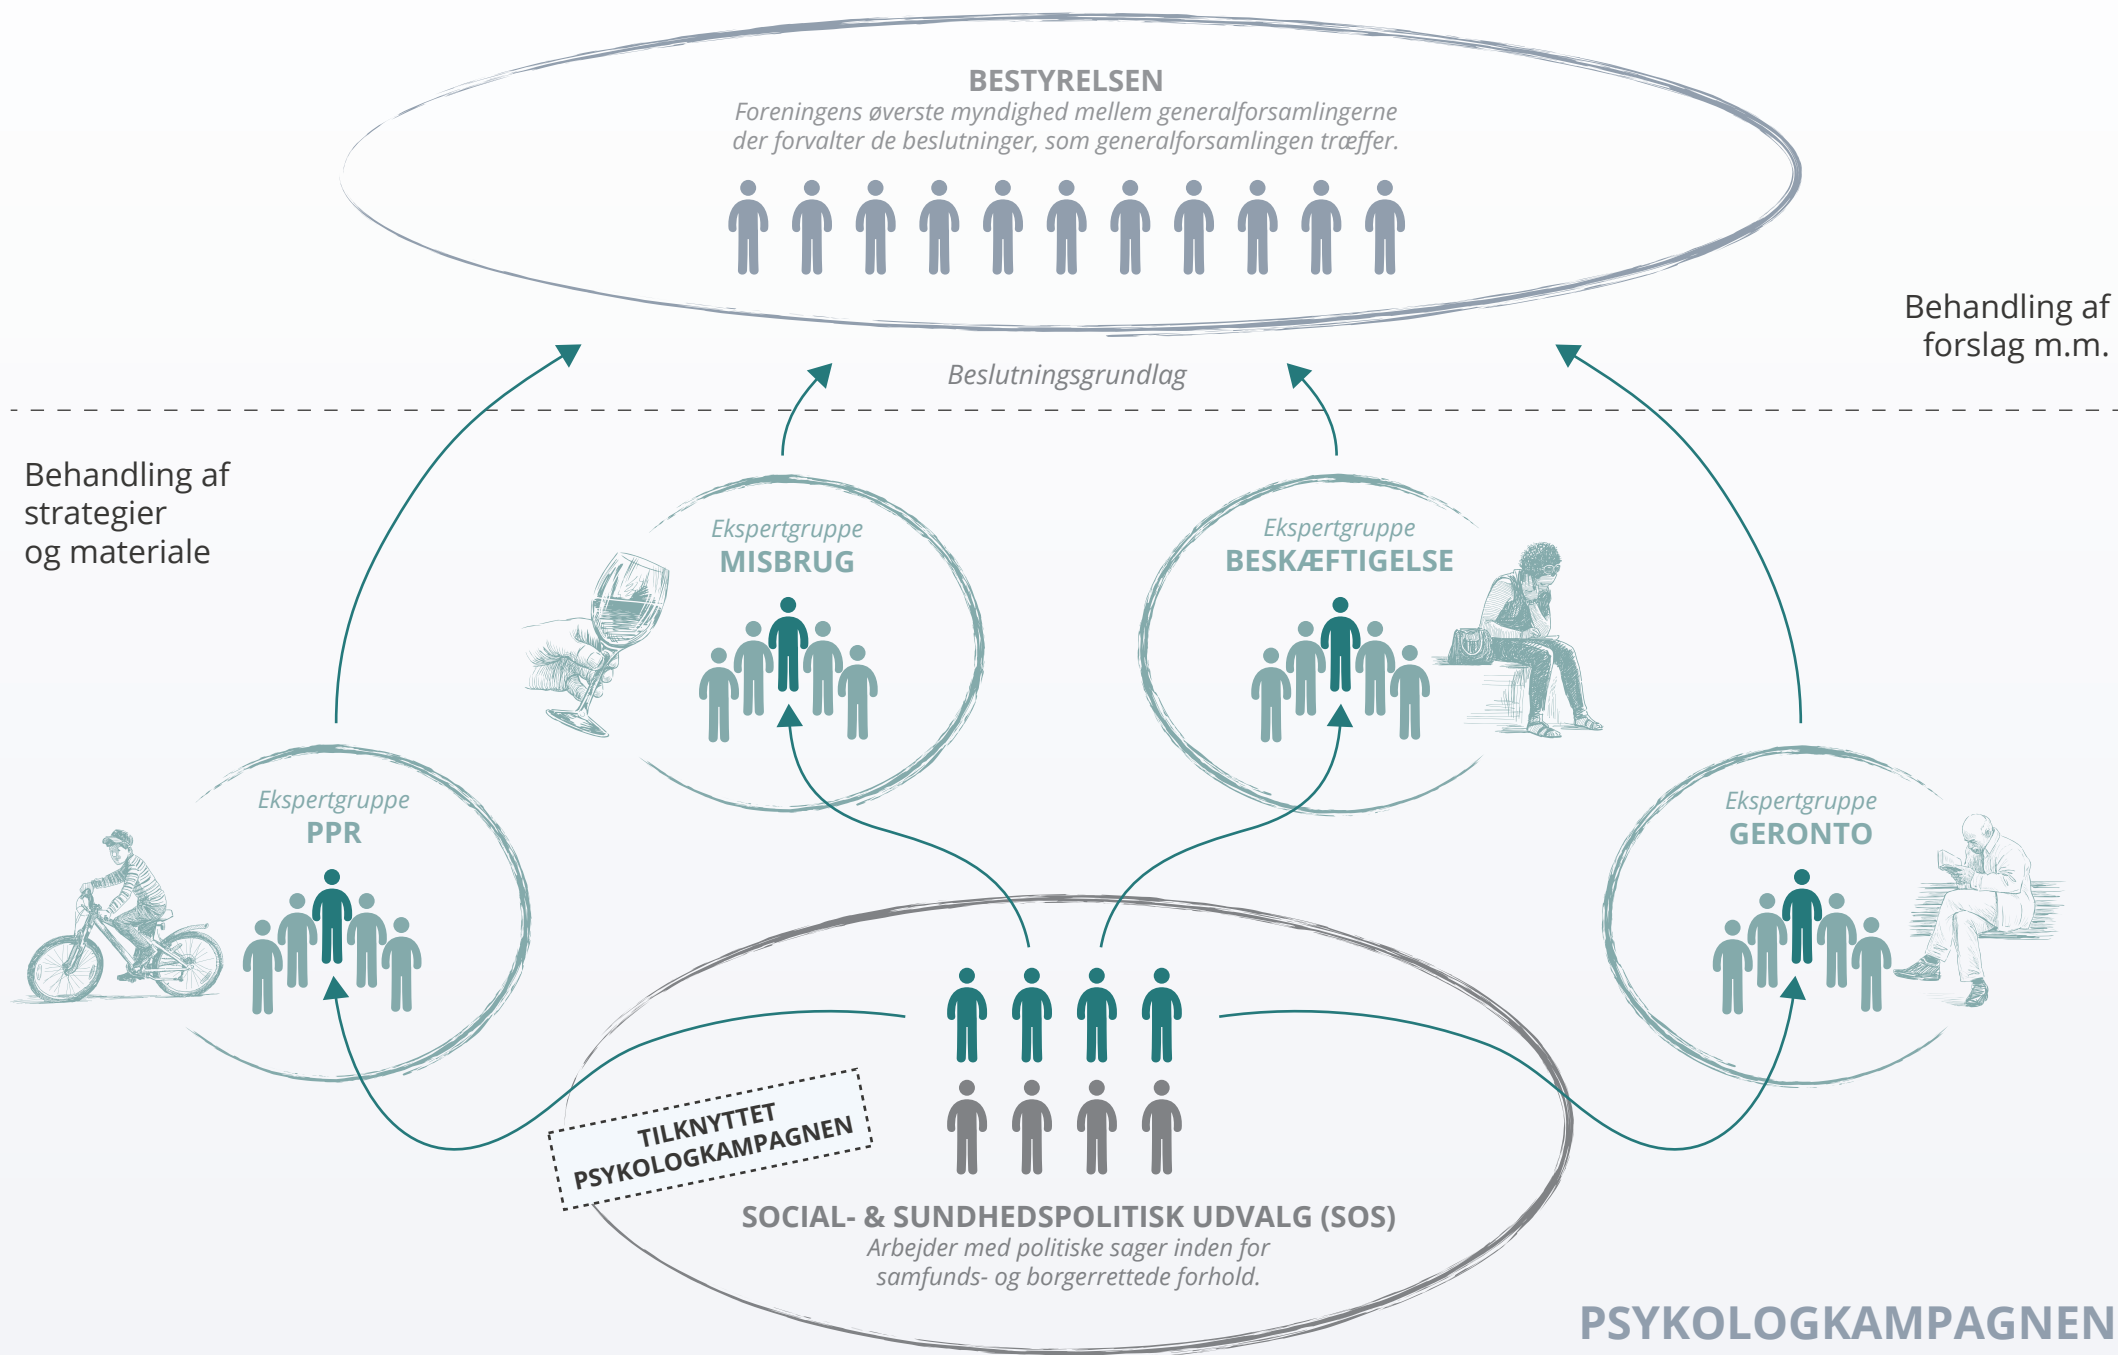 BESTYRELSEN
Foreningens øverste myndighed mellem generalforsamlingerne
der forvalter de beslutninger, som generalforsamlingen træffer.
Behandling af
forslag m.m.
Beslutningsgrundlag
Behandling af
strategier
og materiale
Ekspertgruppe
MISBRUG
Ekspertgruppe
BESKÆFTIGELSE
Ekspertgruppe
PPR
Ekspertgruppe
GERONTO
TILKNYTTET
PSYKOLOGKAMPAGNEN
SOCIAL- & SUNDHEDSPOLITISK UDVALG (SOS)
Arbejder med politiske sager inden for
samfunds- og borgerrettede forhold.
PSYKOLOGKAMPAGNEN